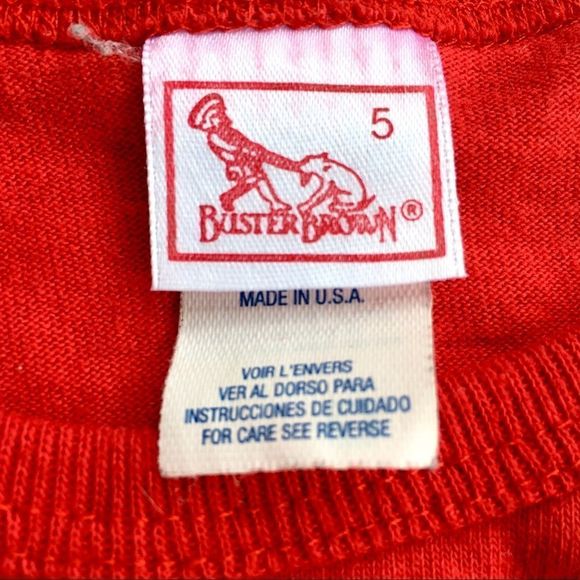 5
BUSTER BROWN®
MADE IN U.S.A.
VOIR L'ENVERS
VER AL DORSO PARA
INSTRUCCIONES DE CUIDADO
FOR CARE SEE REVERSE